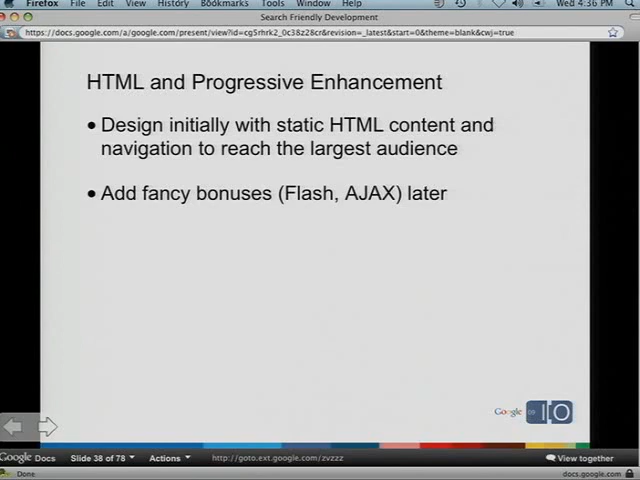 Firefox File Edit View History Bookmarks Tools Window Help Wed 4:36 PM
Search Friendly Development
https://docs.google.com/a/google.com/present/view?id=cg5rhrk2_0c38z28cr&revision=_latest&start=0&theme=blank&cwj=true
HTML and Progressive Enhancement
• Design initially with static HTML content and
navigation to reach the largest audience
• Add fancy bonuses (Flash, AJAX) later
Google IO
Google Docs Slide 38 of 78 Actions http://goto.ext.google.com/zvzzz View together
Done docs.google.com